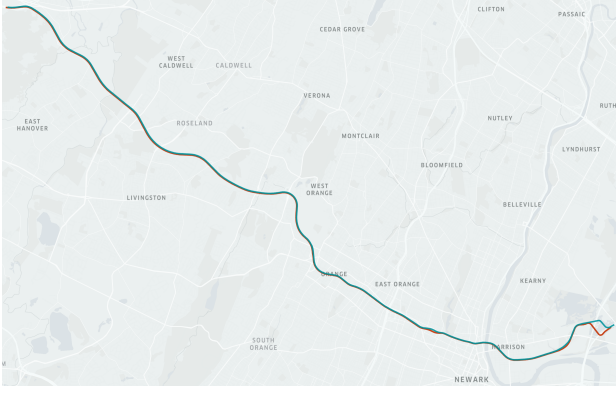 CLIFTON
PASSAIC
CEDAR GROVE
WEST
CALDWELL
CALDWELL
VERONA
RUTH
EAST
HANOVER
ROSELAND
NUTLEY
MONTCLAIR
LYNDHURST
BLOOMFIELD
WEST
ORANGE
LIVINGSTON
BELLEVILLE
ORANGE
EAST ORANGE
KEARNY
SOUTH
ORANGE
HARRISON
M
NEWARK